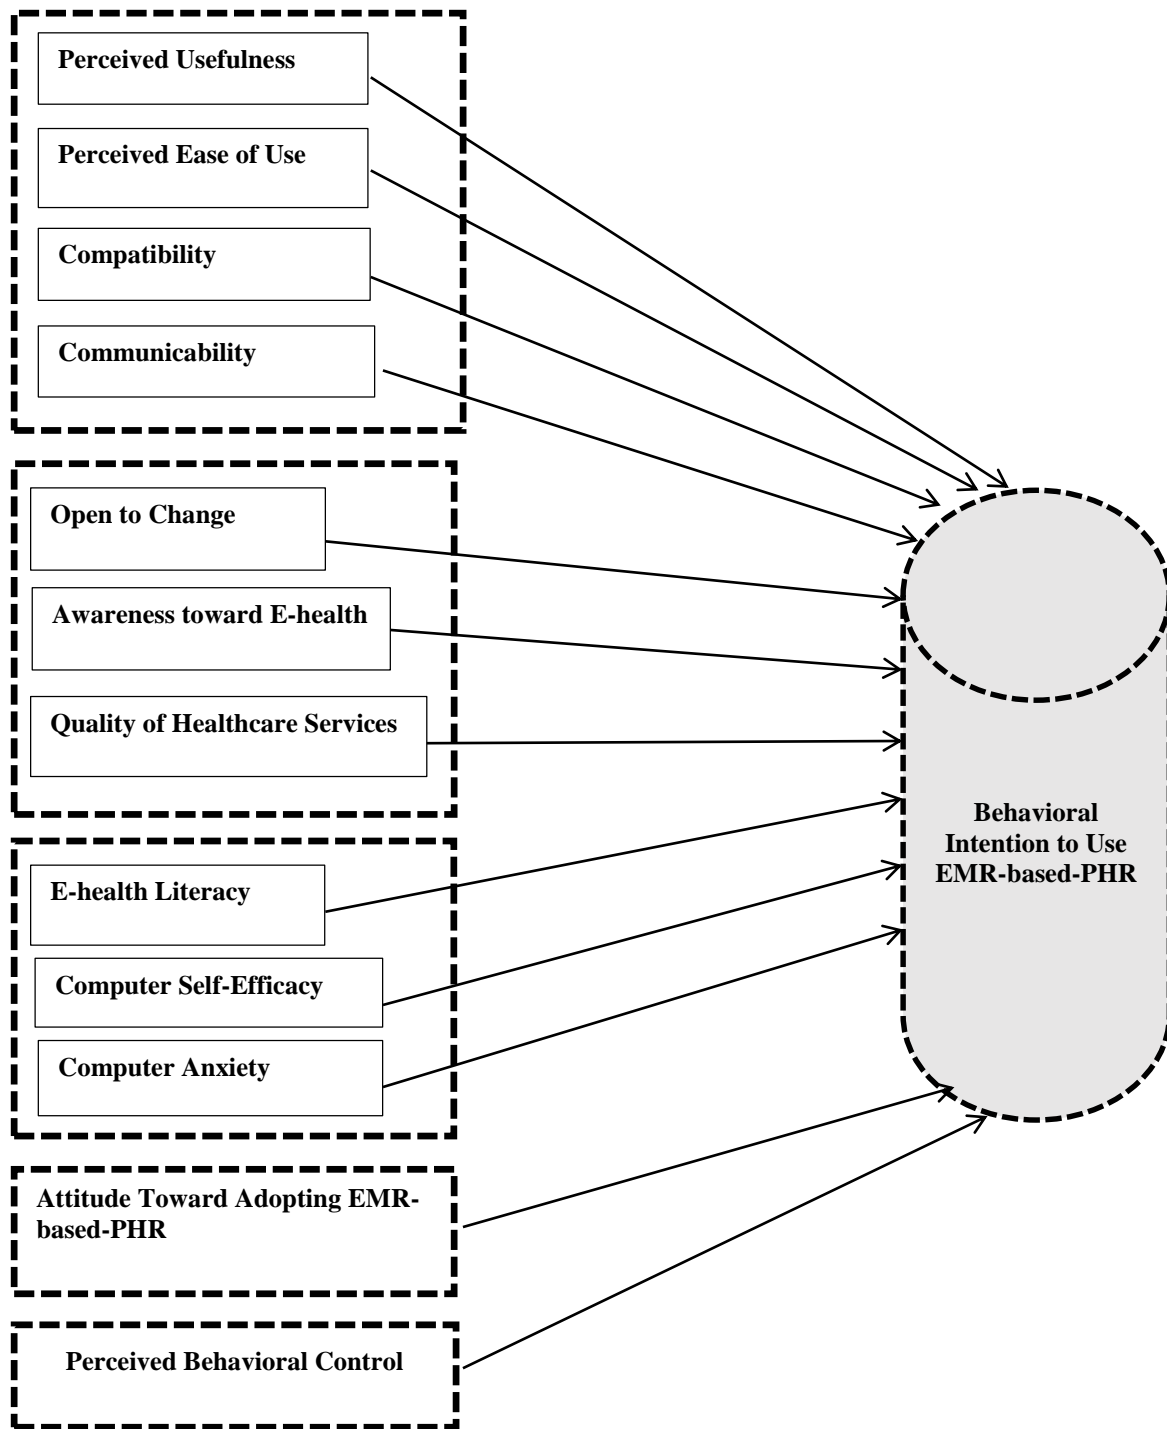 Perceived Usefulness
Perceived Ease of Use
Compatibility
Communicability
Open to Change
Awareness toward E-health
Quality of Healthcare Services
E-health Literacy
Computer Self-Efficacy
Computer Anxiety
Attitude Toward Adopting EMR-
based-PHR
Perceived Behavioral Control
Behavioral
Intention to Use
EMR-based-PHR